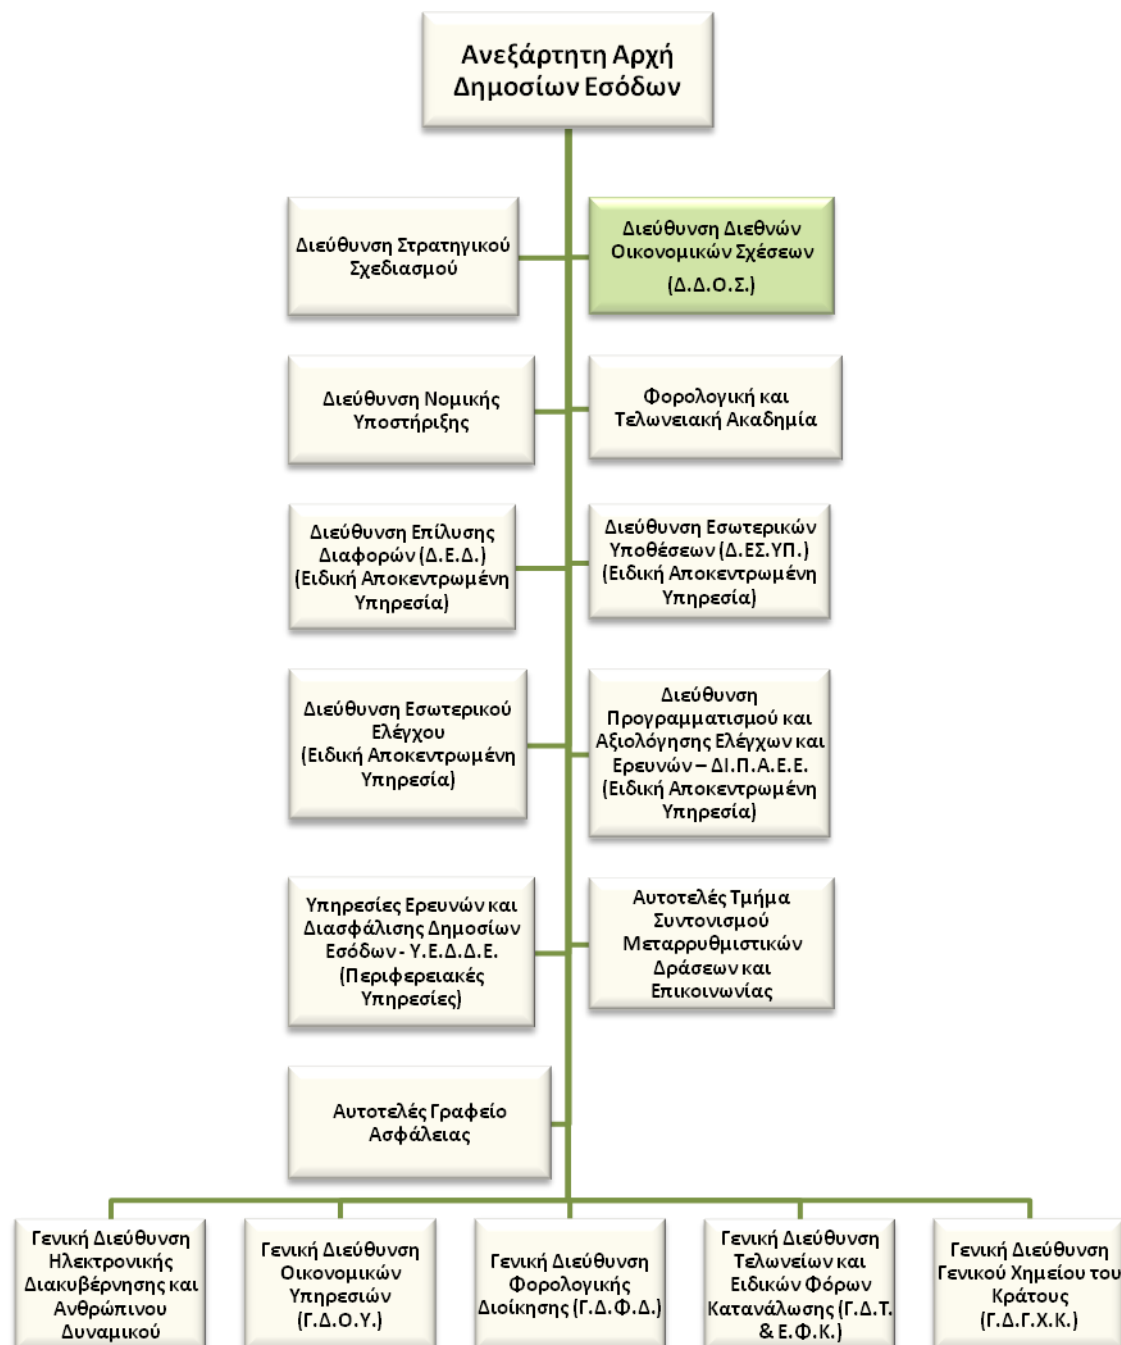 Ανεξάρτητη Αρχή
Δημοσίων Εσόδων
Διεύθυνση Στρατηγικού
Σχεδιασμού
Διεύθυνση Διεθνών
Οικονομικών Σχέσεων
(Δ.Δ.Ο.Σ.)
Διεύθυνση Νομικής
Υποστήριξης
Φορολογική και
Τελωνειακή Ακαδημία
Διεύθυνση Επίλυσης
Διαφορών (Δ.Ε.Δ.)
(Ειδική Αποκεντρωμένη
Υπηρεσία)
Διεύθυνση Εσωτερικών
Υποθέσεων (Δ.ΕΣ.ΥΠ.)
(Ειδική Αποκεντρωμένη
Υπηρεσία)
Διεύθυνση Εσωτερικού
Ελέγχου
(Ειδική Αποκεντρωμένη
Υπηρεσία)
Διεύθυνση
Προγραμματισμού και
Αξιολόγησης Ελέγχων και
Ερευνών – ΔΙ.Π.Α.Ε.Ε.
(Ειδική Αποκεντρωμένη
Υπηρεσία)
Υπηρεσίες Ερευνών και
Διασφάλισης Δημοσίων
Εσόδων - Υ.Ε.Δ.Δ.Ε.
(Περιφερειακές
Υπηρεσίες)
Αυτοτελές Τμήμα
Συντονισμού
Μεταρρυθμιστικών
Δράσεων και
Επικοινωνίας
Αυτοτελές Γραφείο
Ασφάλειας
Γενική Διεύθυνση
Ηλεκτρονικής
Διακυβέρνησης και
Ανθρώπινου
Δυναμικού
Γενική Διεύθυνση
Οικονομικών
Υπηρεσιών
(Γ.Δ.Ο.Υ.)
Γενική Διεύθυνση
Φορολογικής
Διοίκησης (Γ.Δ.Φ.Δ.)
Γενική Διεύθυνση
Τελωνείων και
Ειδικών Φόρων
Κατανάλωσης (Γ.Δ.Τ.
& Ε.Φ.Κ.)
Γενική Διεύθυνση
Γενικού Χημείου του
Κράτους
(Γ.Δ.Γ.Χ.Κ.)